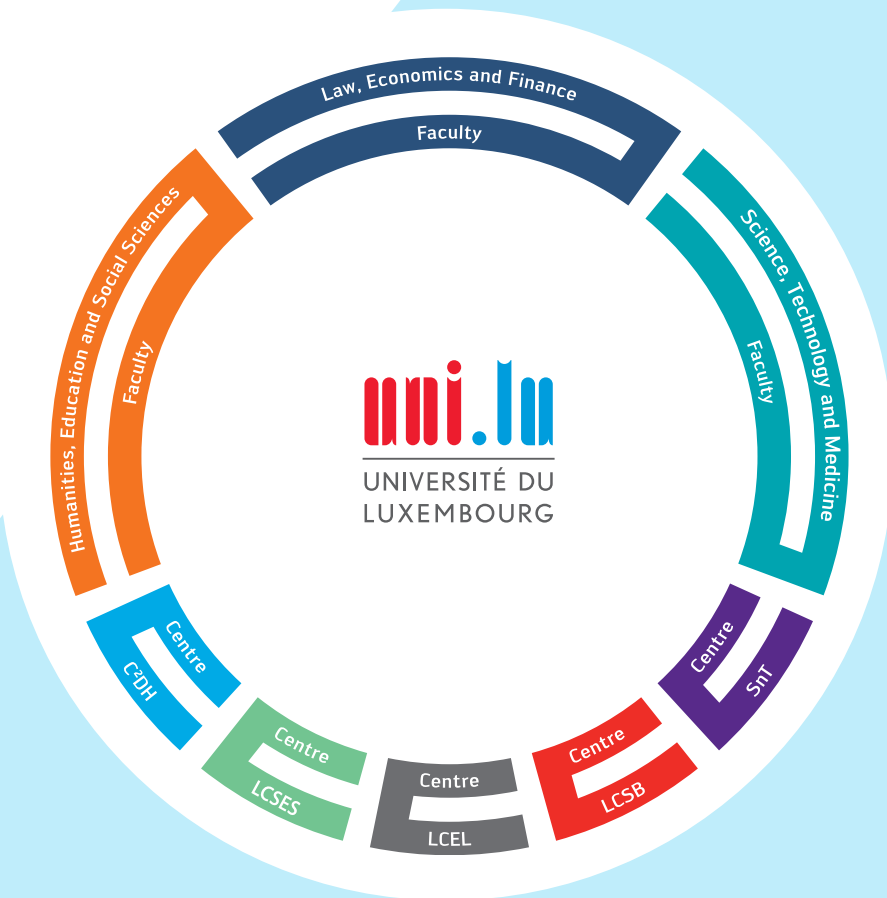 Law, Economics and Finance
Faculty
Science, Technology and Medicine
Faculty
Humanities, Education and Social Sciences
Faculty
uni.lu
UNIVERSITÉ DU
LUXEMBOURG
Centre
SnT
Centre
LCSB
Centre
LCEL
Centre
LCSES
Centre
C²DH